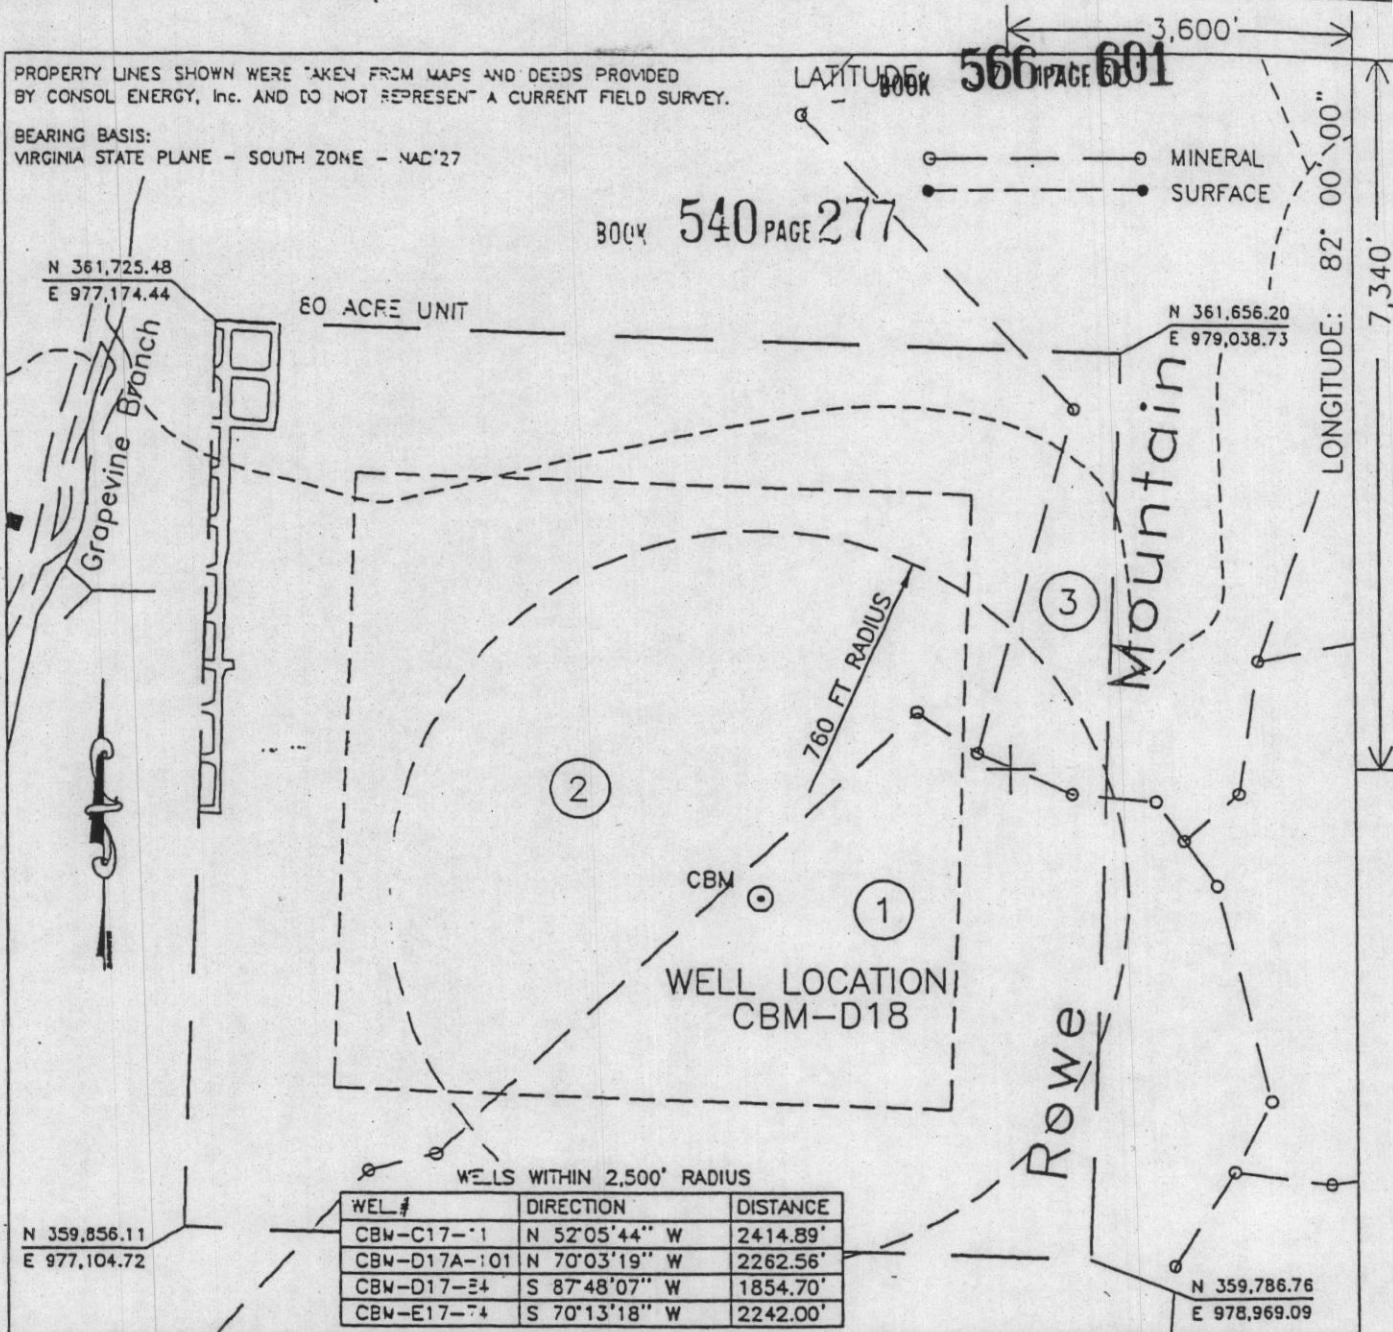 3,600'
PROPERTY LINES SHOWN WERE TAKEN FROM MAPS AND DEEDS PROVIDED
BY CONSOL ENERGY, Inc. AND DO NOT REPRESENT A CURRENT FIELD SURVEY.
LATITUDE:
BOOK 566 PAGE 601
BEARING BASIS:
VIRGINIA STATE PLANE - SOUTH ZONE - NAD'27
MINERAL
SURFACE
BOOK 540 PAGE 277
LONGITUDE: 82° 00' 00"
7,340'
N 361,725.48
E 977,174.44
80 ACRE UNIT
N 361,656.20
E 979,038.73
Grapevine Branch
Rowe Mountain
760 FT RADIUS
3
2
1
CBM
WELL LOCATION
CBM-D18
WELLS WITHIN 2,500' RADIUS
WELL # DIRECTION DISTANCE
N 52°05'44" W 2414.89'
N 70°03'19" W 2262.56'
S 87°48'07" W 1854.70'
S 70°13'18" W 2242.00'
N 359,856.11
E 977,104.72
N 359,786.76
E 978,969.09